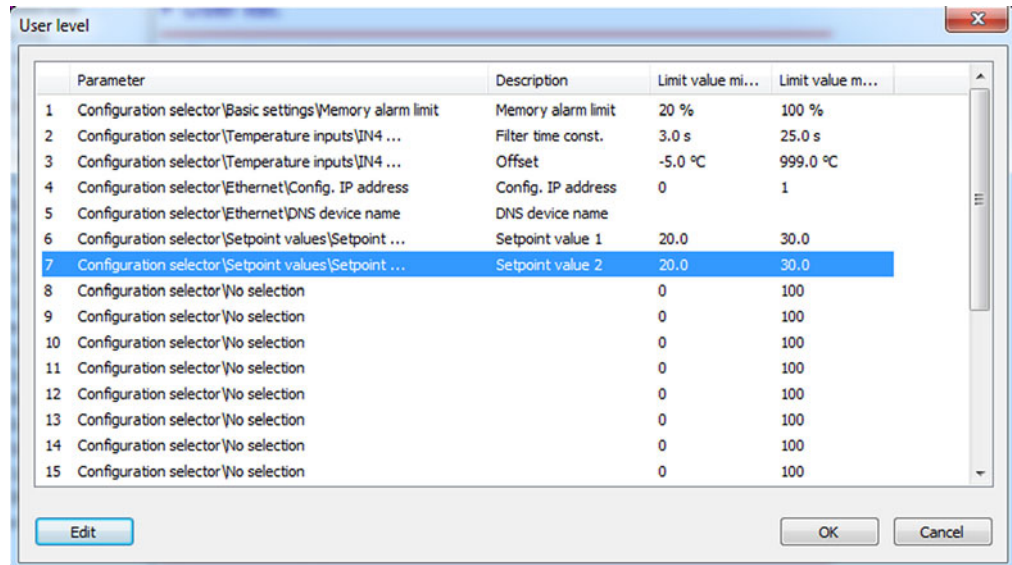 User level
Parameter Description Limit value mi... Limit value m...
1 Configuration selector\Basic settings\Memory alarm limit Memory alarm limit 20 % 100 %
2 Configuration selector\Temperature inputs\IN4 ... Filter time const. 3.0 s 25.0 s
3 Configuration selector\Temperature inputs\IN4 ... Offset -5.0 °C 999.0 °C
4 Configuration selector\Ethernet\Config. IP address Config. IP address 0 1
5 Configuration selector\Ethernet\DNS device name DNS device name
6 Configuration selector\Setpoint values\Setpoint ... Setpoint value 1 20.0 30.0
7 Configuration selector\Setpoint values\Setpoint ... Setpoint value 2 20.0 30.0
8 Configuration selector\No selection 0 100
9 Configuration selector\No selection 0 100
10 Configuration selector\No selection 0 100
11 Configuration selector\No selection 0 100
12 Configuration selector\No selection 0 100
13 Configuration selector\No selection 0 100
14 Configuration selector\No selection 0 100
15 Configuration selector\No selection 0 100
Edit OK Cancel